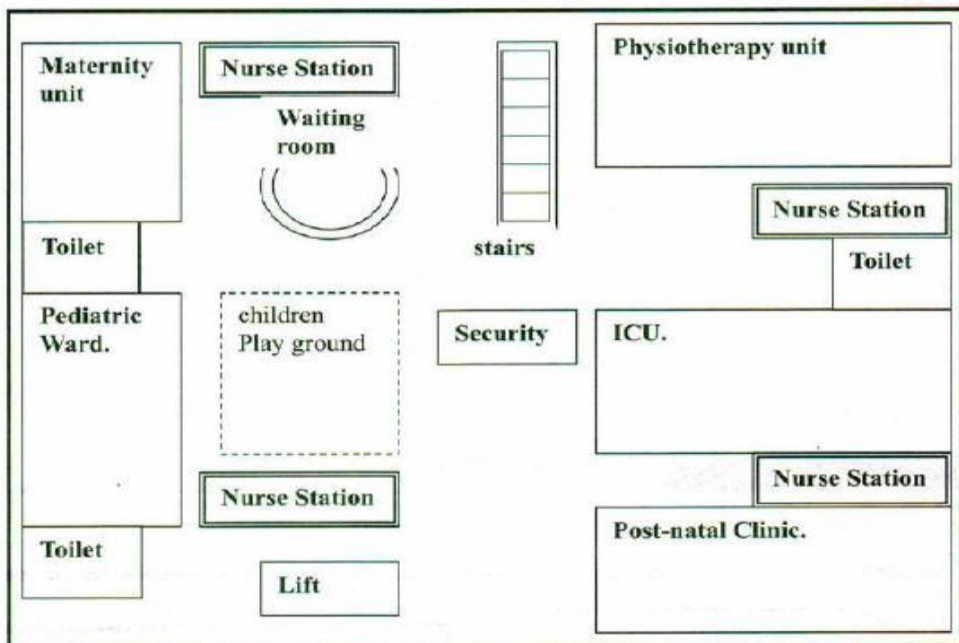 Maternity
unit
Nurse Station
Waiting
room
stairs
Physiotherapy unit
Nurse Station
Toilet
Toilet
Pediatric
Ward.
children
Play ground
Security
ICU.
Nurse Station
Nurse Station
Post-natal Clinic.
Toilet
Lift